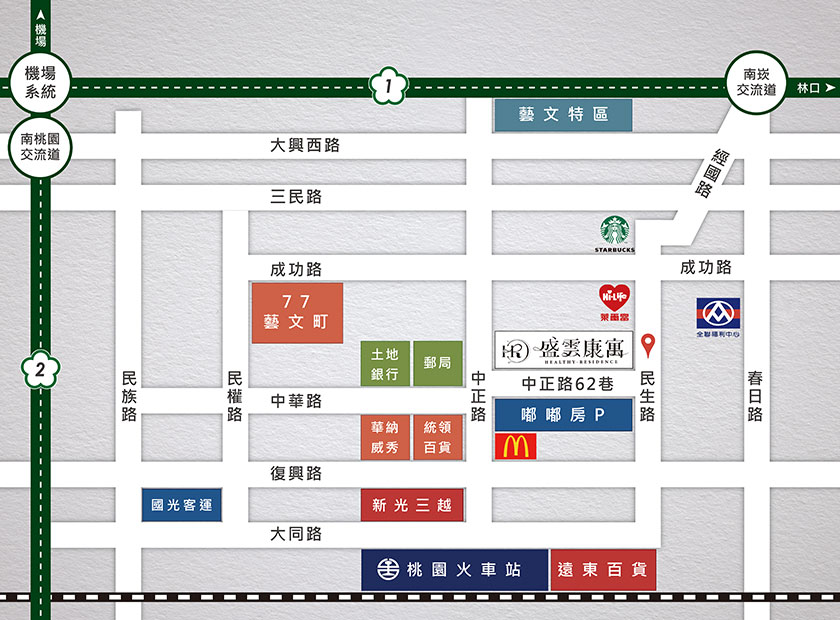 機場
機場
系統
1
南崁
交流道
林口
藝文特區
南桃園
交流道
大興西路
經國路
三民路
STARBUCKS
成功路
成功路
77
藝文町
Hi-Life
萊爾富
全聯福利中心
HR
盛雲康寓
HEALTHY RESIDENCE
土地
銀行
郵局
2
民族路
民權路
中正路
中正路62巷
民生路
春日路
中華路
嘟嘟房P
華納
威秀
統領
百貨
復興路
國光客運
新光三越
大同路
桃園火車站
遠東百貨